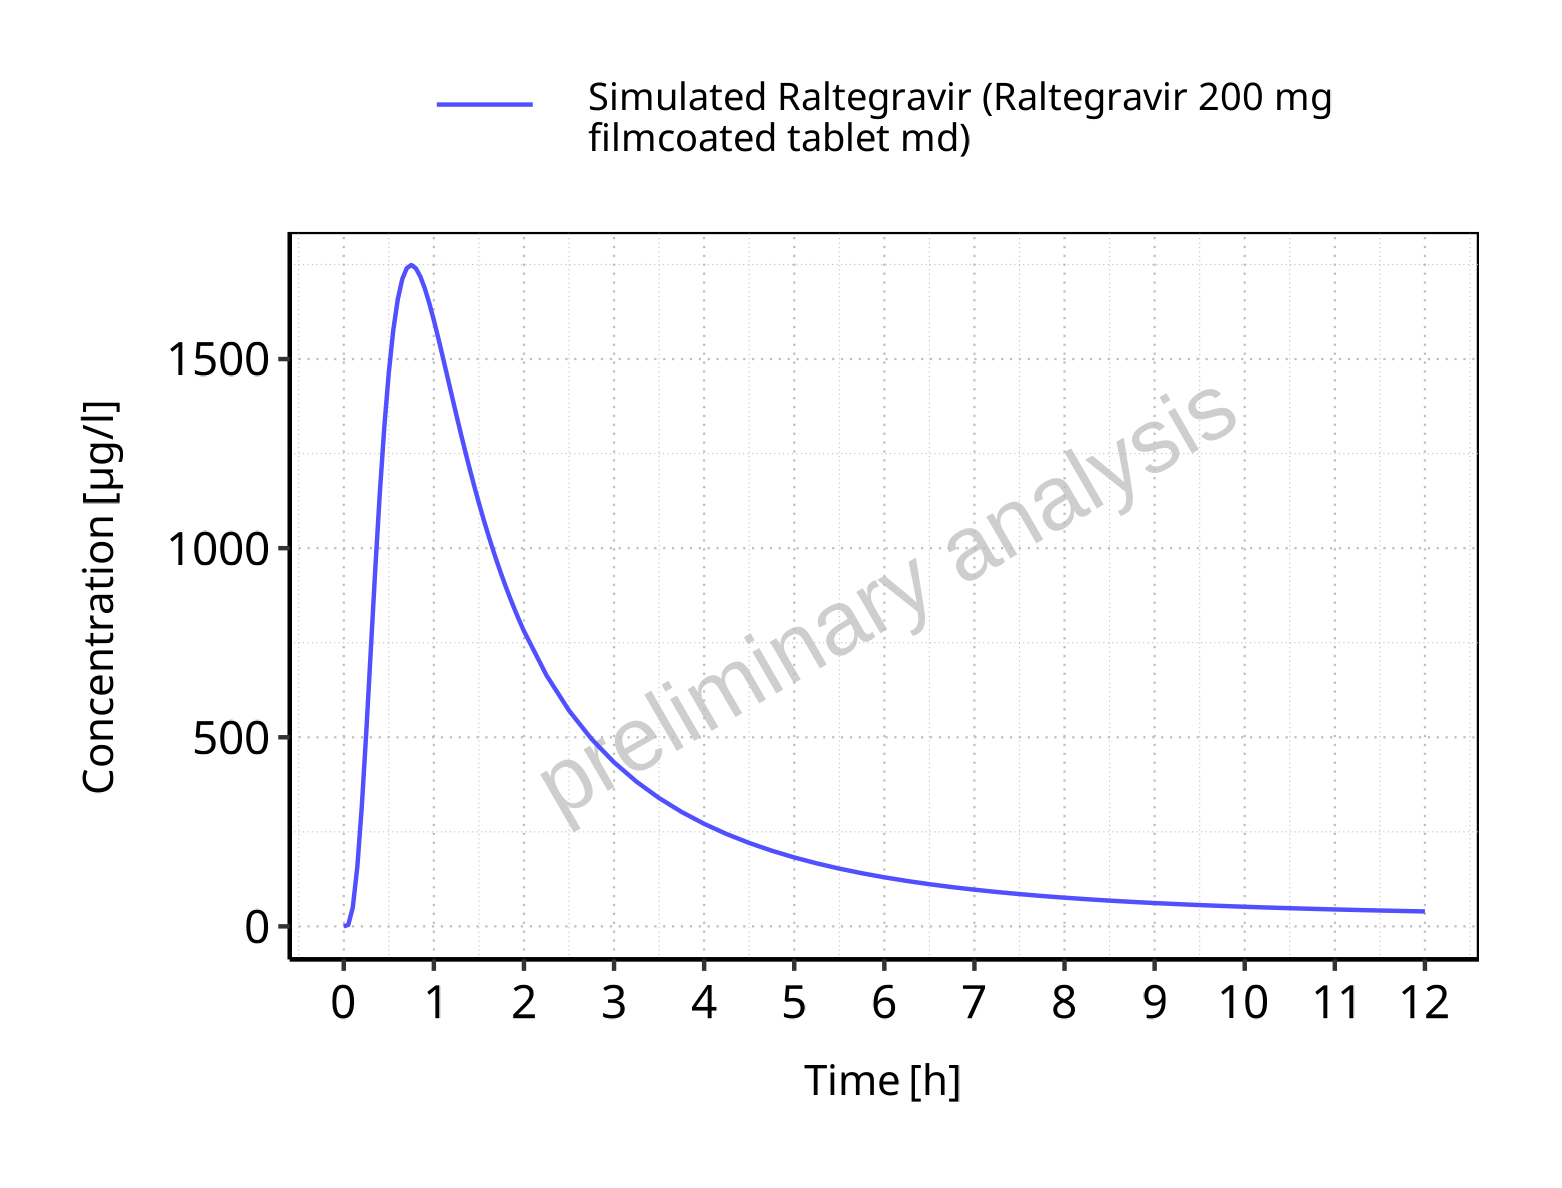 Simulated Raltegravir (Raltegravir 200 mg
filmcoated tablet md)
1500
1000
500
0
Concentration [µg/l]
preliminary analysis
0 1 2 3 4 5 6 7 8 9 10 11 12
Time [h]